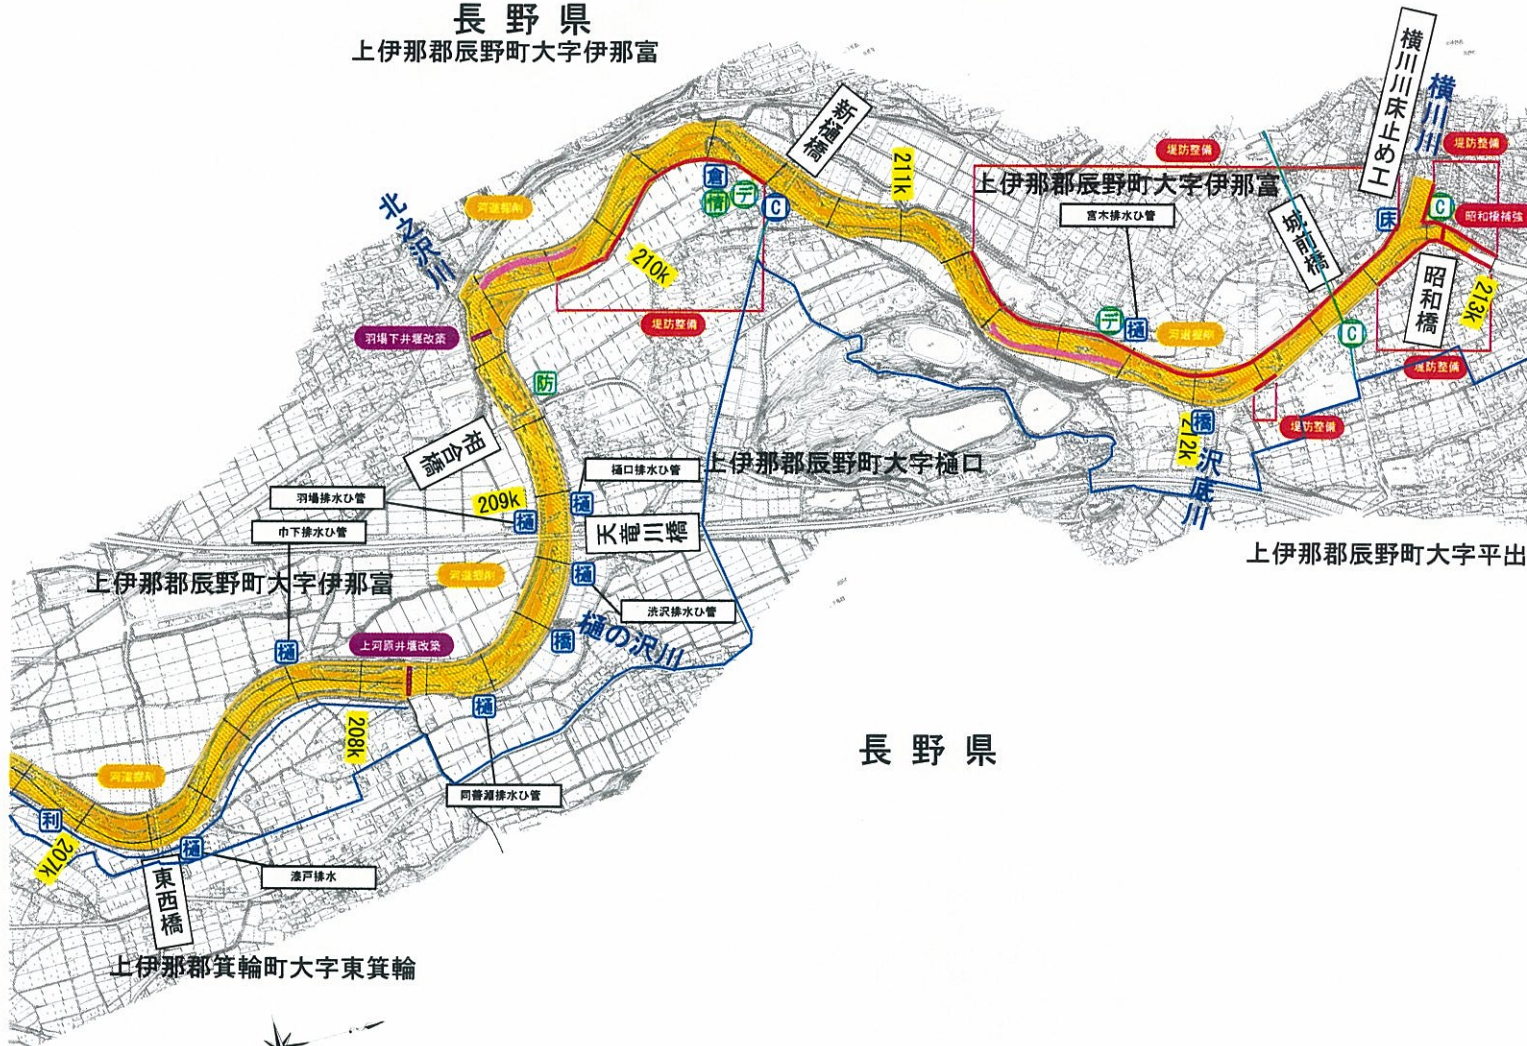 長野県
上伊那郡辰野町大字伊那富
横川川床止め工
横川川
堤防整備
堤防整備
新樋橋
211k
上伊那郡辰野町大字伊那富
宮木排水ひ管
城前橋
床
C
昭和橋補強
昭和橋
213k
倉
情
デ
C
北之沢川
河道掘削
210k
堤防整備
羽場下井堰改築
防
デ
樋
河道掘削
C
堤防整備
堤防整備
橋
212k
沢底川
相合橋
樋口排水ひ管
上伊那郡辰野町大字樋口
羽場排水ひ管
209k
樋
樋
巾下排水ひ管
天竜川橋
上伊那郡辰野町大字平出
上伊那郡辰野町大字伊那富
河道掘削
樋
渋沢排水ひ管
橋
樋の沢川
樋
上河原井堰改築
樋
208k
長野県
河道掘削
同善淵排水ひ管
利
207k
樋
漆戸排水
東西橋
上伊那郡箕輪町大字東箕輪